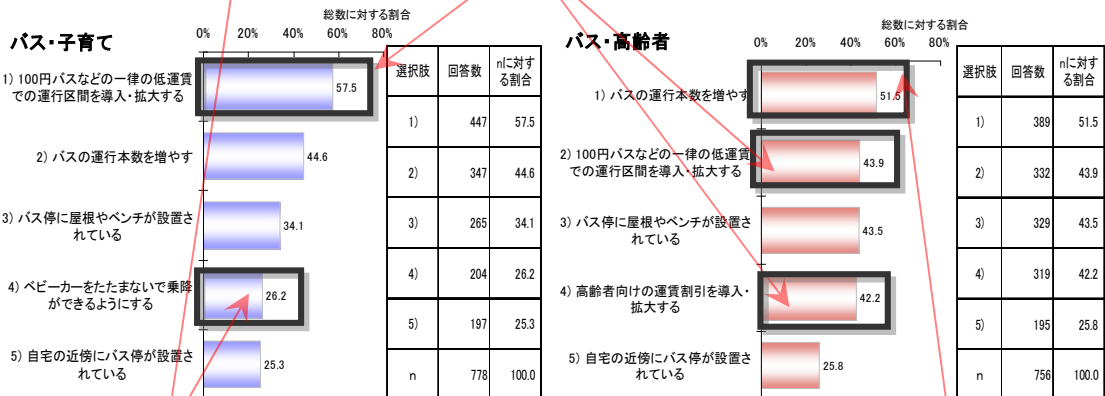 バス・子育て
総数に対する割合
0% 20% 40% 60% 80%
1) 100円バスなどの一律の低運賃
での運行区間を導入・拡大する
57.5
2) バスの運行本数を増やす
44.6
3) バス停に屋根やベンチが設置さ
れている
34.1
4) ベビーカーをたたまないで乗降
ができるようにする
26.2
5) 自宅の近傍にバス停が設置さ
れている
25.3
選択肢 回答数 nに対す
る割合
1) 447 57.5
2) 347 44.6
3) 265 34.1
4) 204 26.2
5) 197 25.3
n 778 100.0
バス・高齢者
総数に対する割合
0% 20% 40% 60% 80%
1) バスの運行本数を増やす
51.5
2) 100円バスなどの一律の低運賃
での運行区間を導入・拡大する
43.9
3) バス停に屋根やベンチが設置さ
れている
43.5
4) 高齢者向けの運賃割引を導入・
拡大する
42.2
5) 自宅の近傍にバス停が設置さ
れている
25.8
選択肢 回答数 nに対す
る割合
1) 389 51.5
2) 332 43.9
3) 329 43.5
4) 319 42.2
5) 195 25.8
n 756 100.0